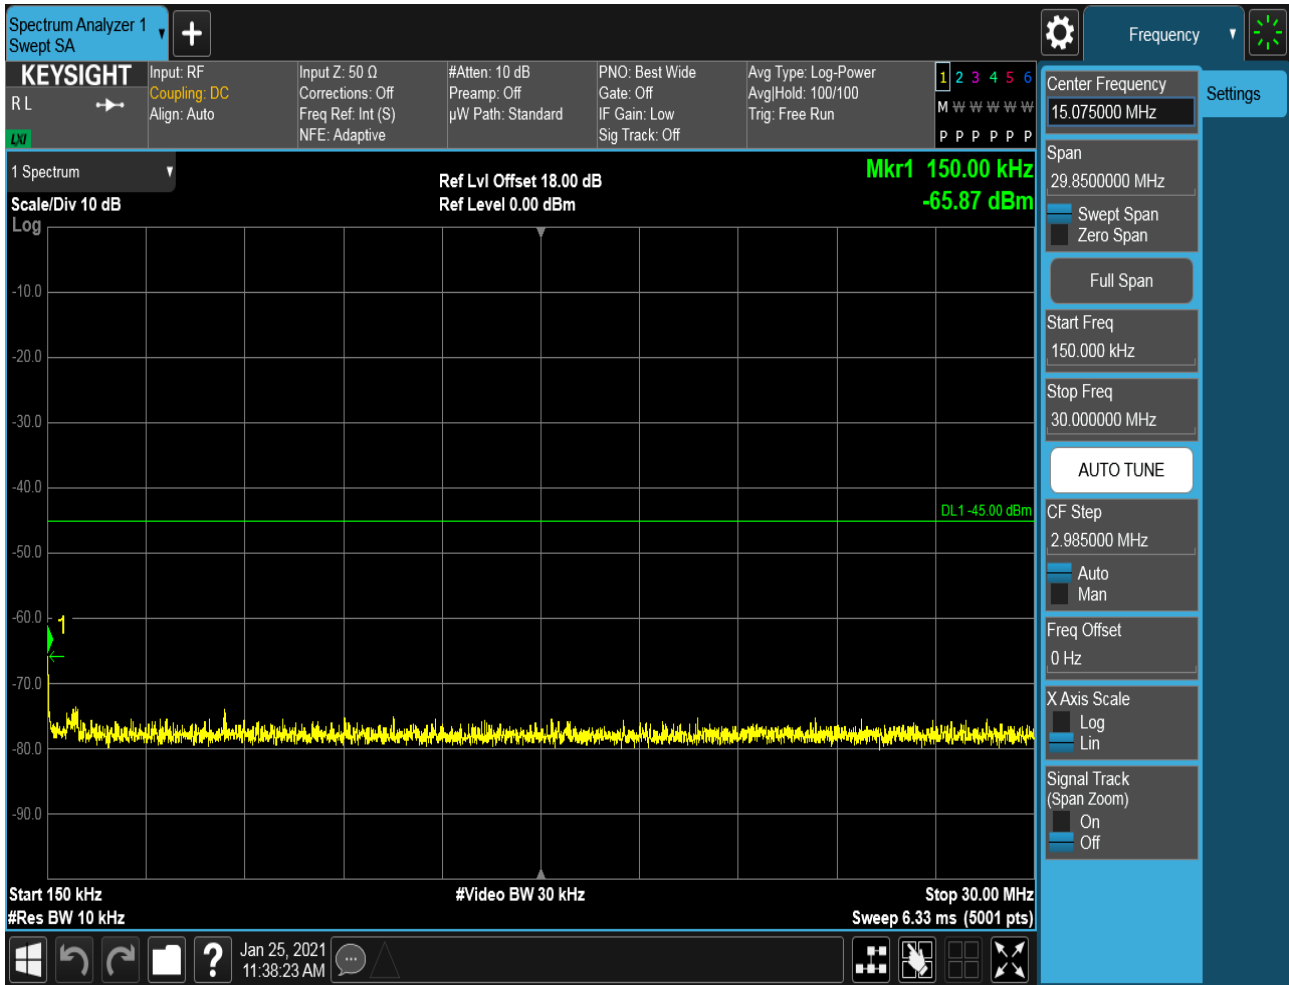 Spectrum Analyzer 1
Swept SA
Frequency
KEYSIGHT
R L
LXI
Input: RF
Coupling: DC
Align: Auto
Input Z: 50 Ω
Corrections: Off
Freq Ref: Int (S)
NFE: Adaptive
#Atten: 10 dB
Preamp: Off
µW Path: Standard
PNO: Best Wide
Gate: Off
IF Gain: Low
Sig Track: Off
Avg Type: Log-Power
Avg|Hold: 100/100
Trig: Free Run
1 2 3 4 5 6
M W W W W W
P P P P P P
1 Spectrum
Scale/Div 10 dB
Log
Ref Lvl Offset 18.00 dB
Ref Level 0.00 dBm
Mkr1 150.00 kHz
-65.87 dBm
-10.0
-20.0
-30.0
-40.0
DL1 -45.00 dBm
-50.0
-60.0
1
-70.0
-80.0
-90.0
Start 150 kHz
#Video BW 30 kHz
Stop 30.00 MHz
#Res BW 10 kHz
Sweep 6.33 ms (5001 pts)
?
Jan 25, 2021
11:38:23 AM
Center Frequency
15.075000 MHz
Settings
Span
29.8500000 MHz
Swept Span
Zero Span
Full Span
Start Freq
150.000 kHz
Stop Freq
30.000000 MHz
AUTO TUNE
CF Step
2.985000 MHz
Auto
Man
Freq Offset
0 Hz
X Axis Scale
Log
Lin
Signal Track
(Span Zoom)
On
Off